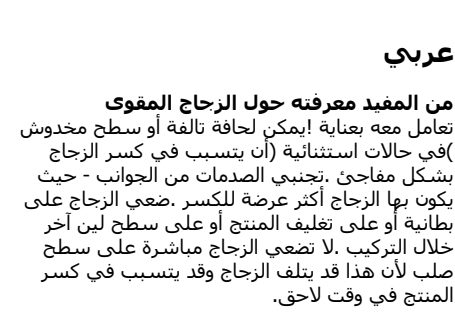 عربي
من المفيد معرفته حول الزجاج المقوى
تعامل معه بعناية !يمكن لحافة تالفة أو سطح مخدوش
)في حالات استثنائية (أن يتسبب في كسر الزجاج
بشكل مفاجئ .تجنبي الصدمات من الجوانب - حيث
يكون بها الزجاج أكثر عرضة للكسر .ضعي الزجاج على
بطانية أو على تغليف المنتج أو على سطح لين آخر
خلال التركيب .لا تضعي الزجاج مباشرة على سطح
صلب لأن هذا قد يتلف الزجاج وقد يتسبب في كسر
المنتج في وقت لاحق.